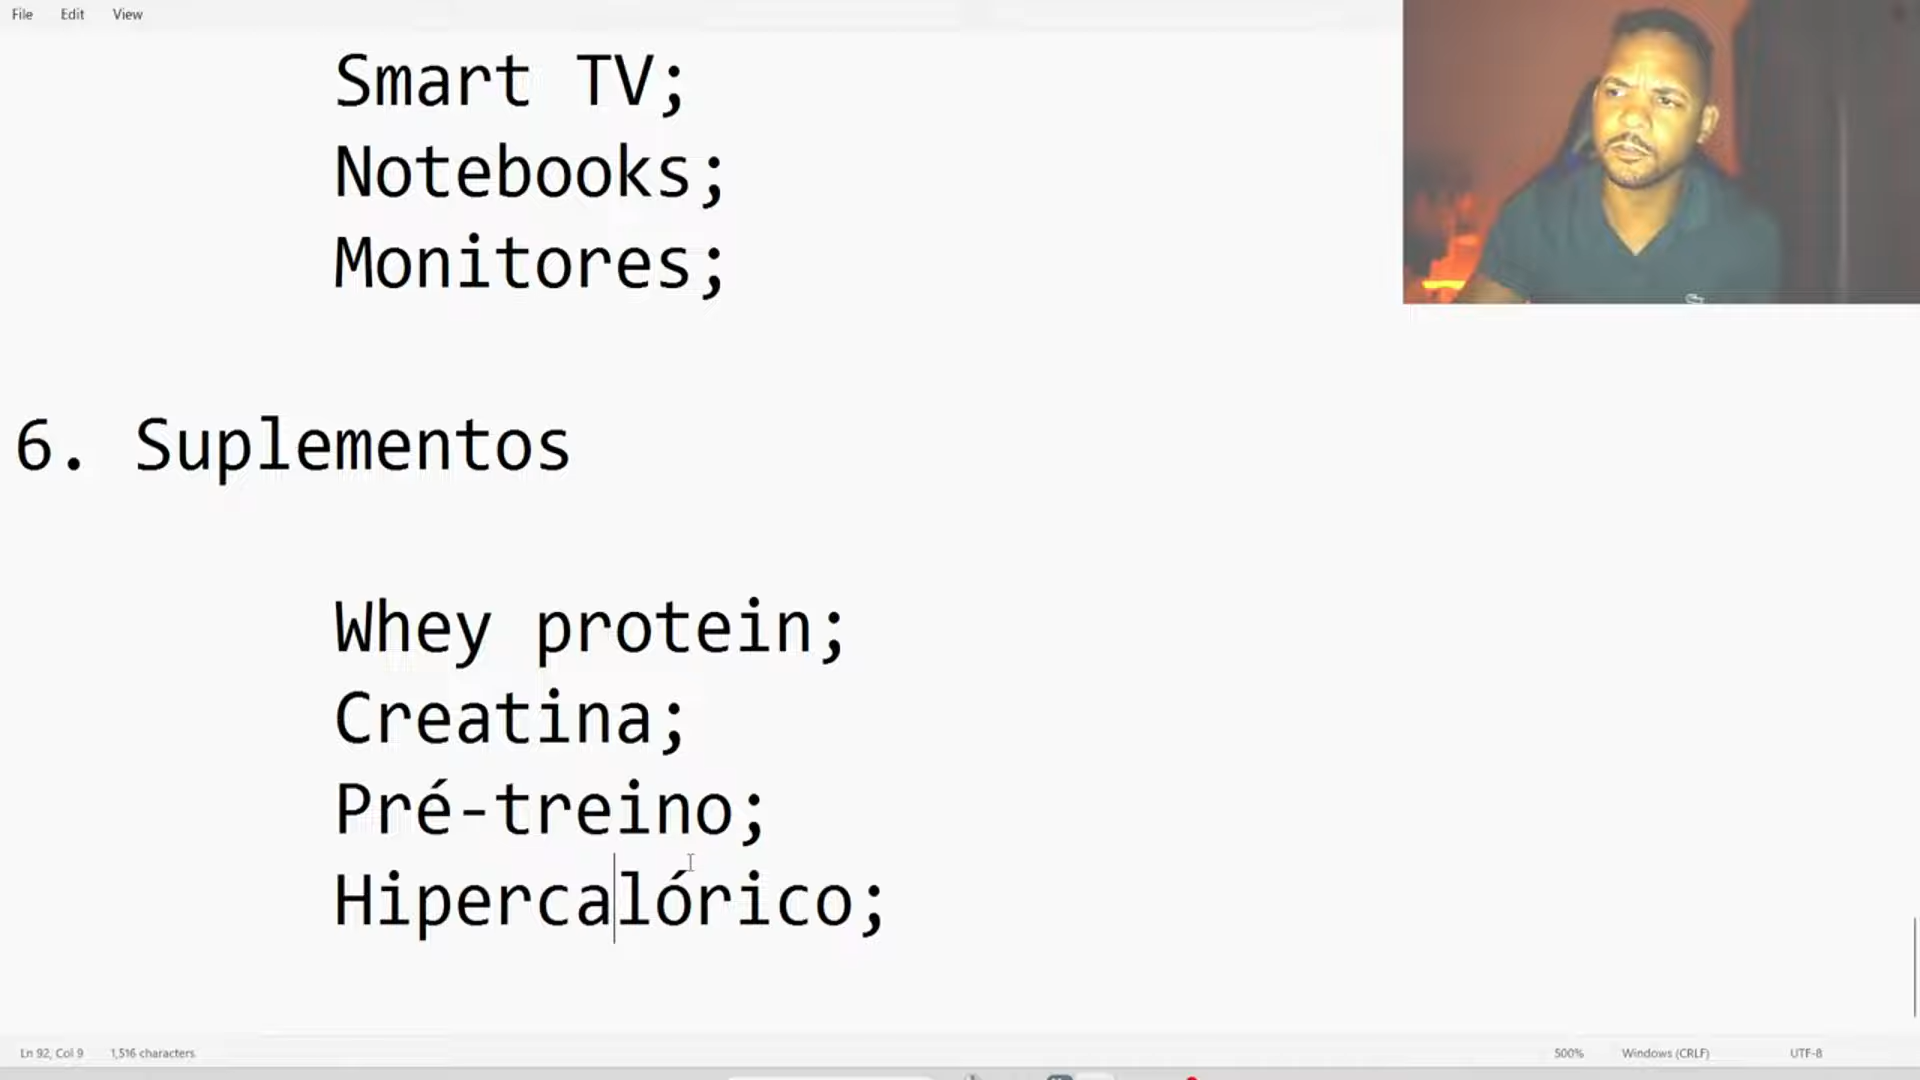 File Edit View
Smart TV;
Notebooks;
Monitores;
6. Suplementos
Whey protein;
Creatina;
Pré-treino;
Hipercalórico;
Ln 92, Col 9 1,516 characters 500% Windows (CRLF) UTF-8